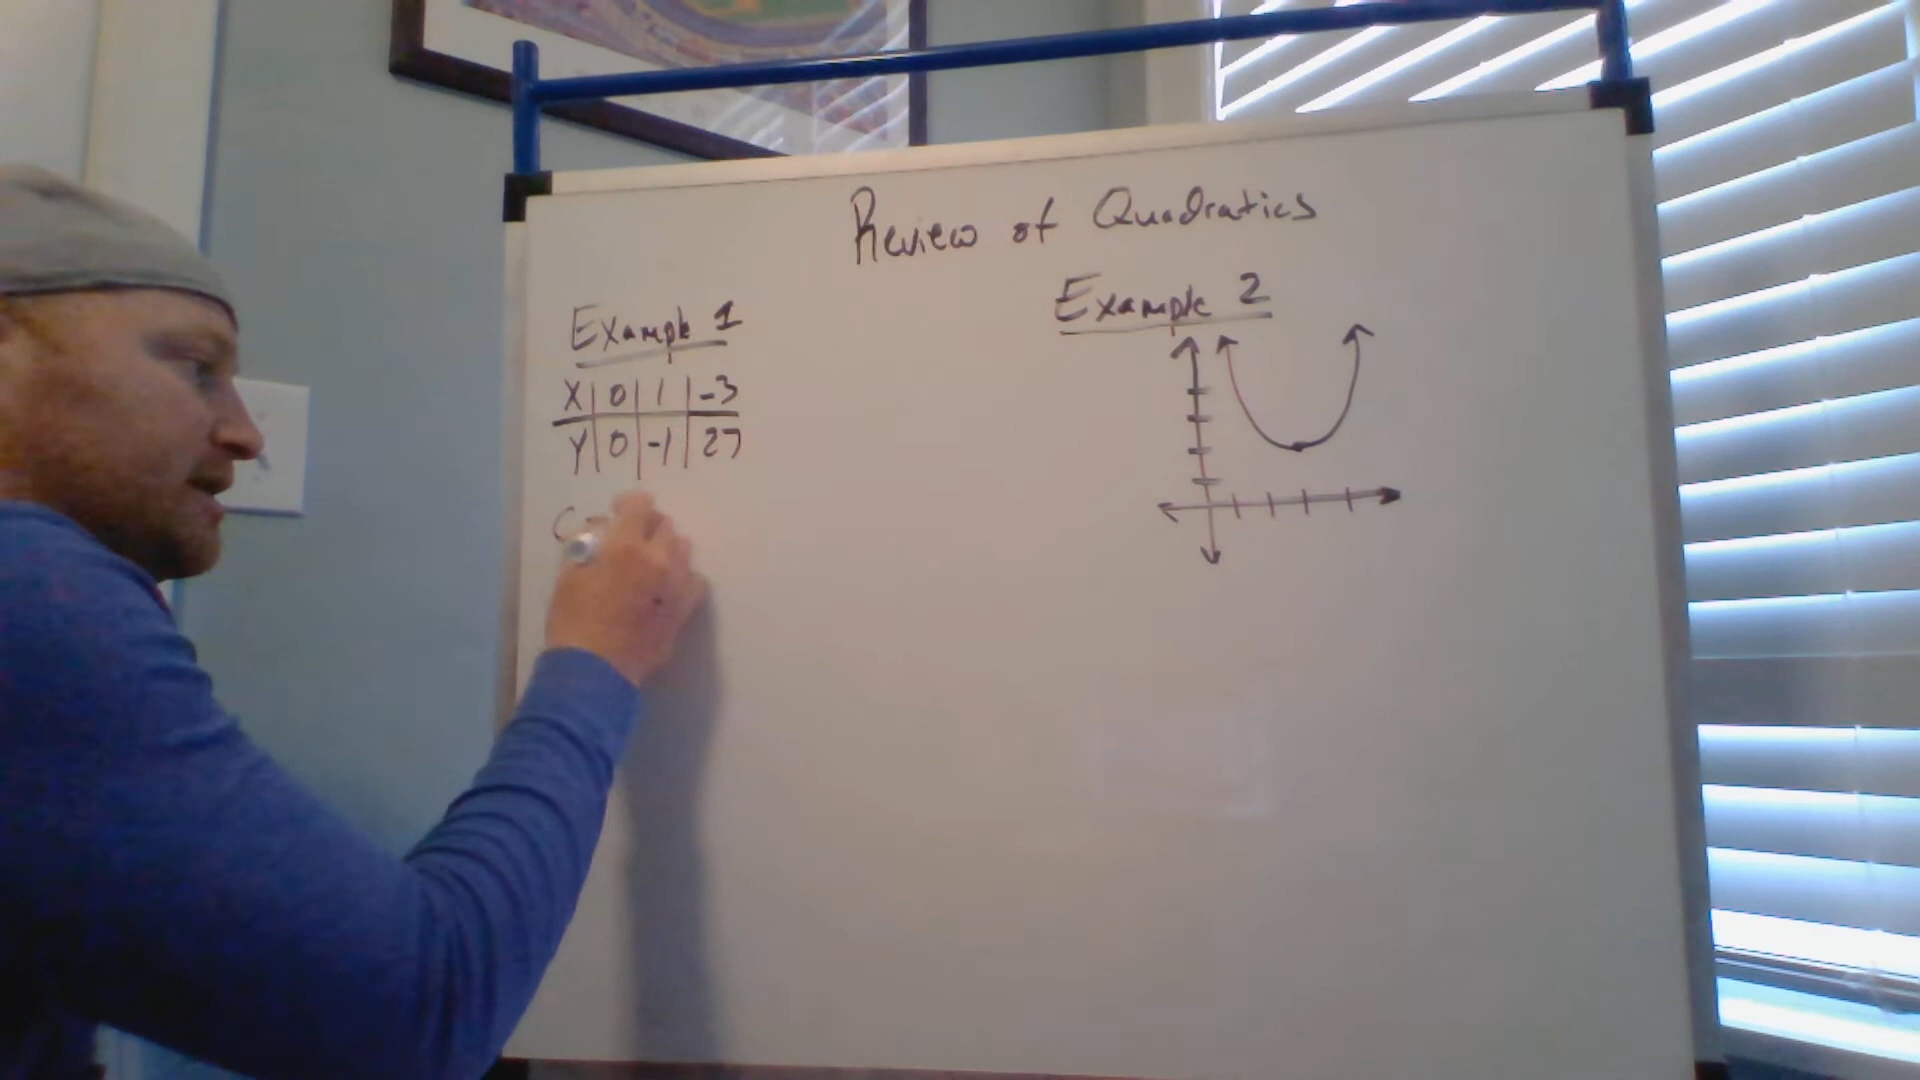 Review of Quadratics
Example 1
X 0 1 -3
Y 0 -1 27
C
Example 2